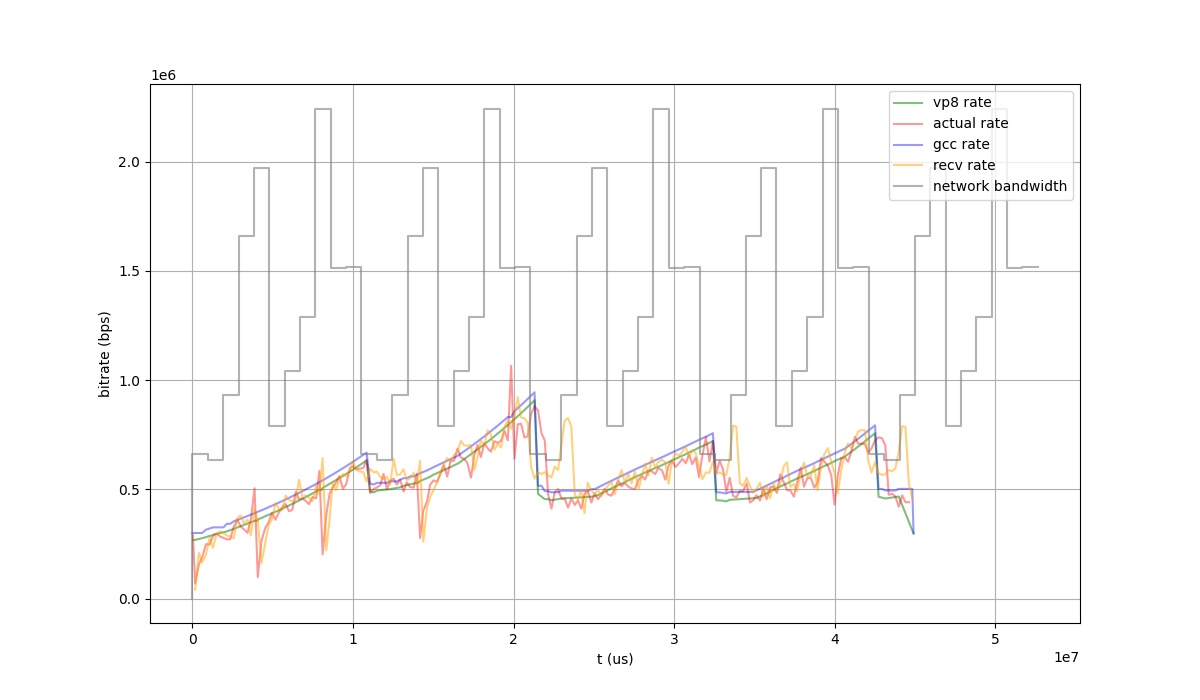 1e6
2.0
1.5
1.0
0.5
0.0
bitrate (bps)
vp8 rate
actual rate
gcc rate
recv rate
network bandwidth
0 1 2 3 4 5
t (us)
1e7